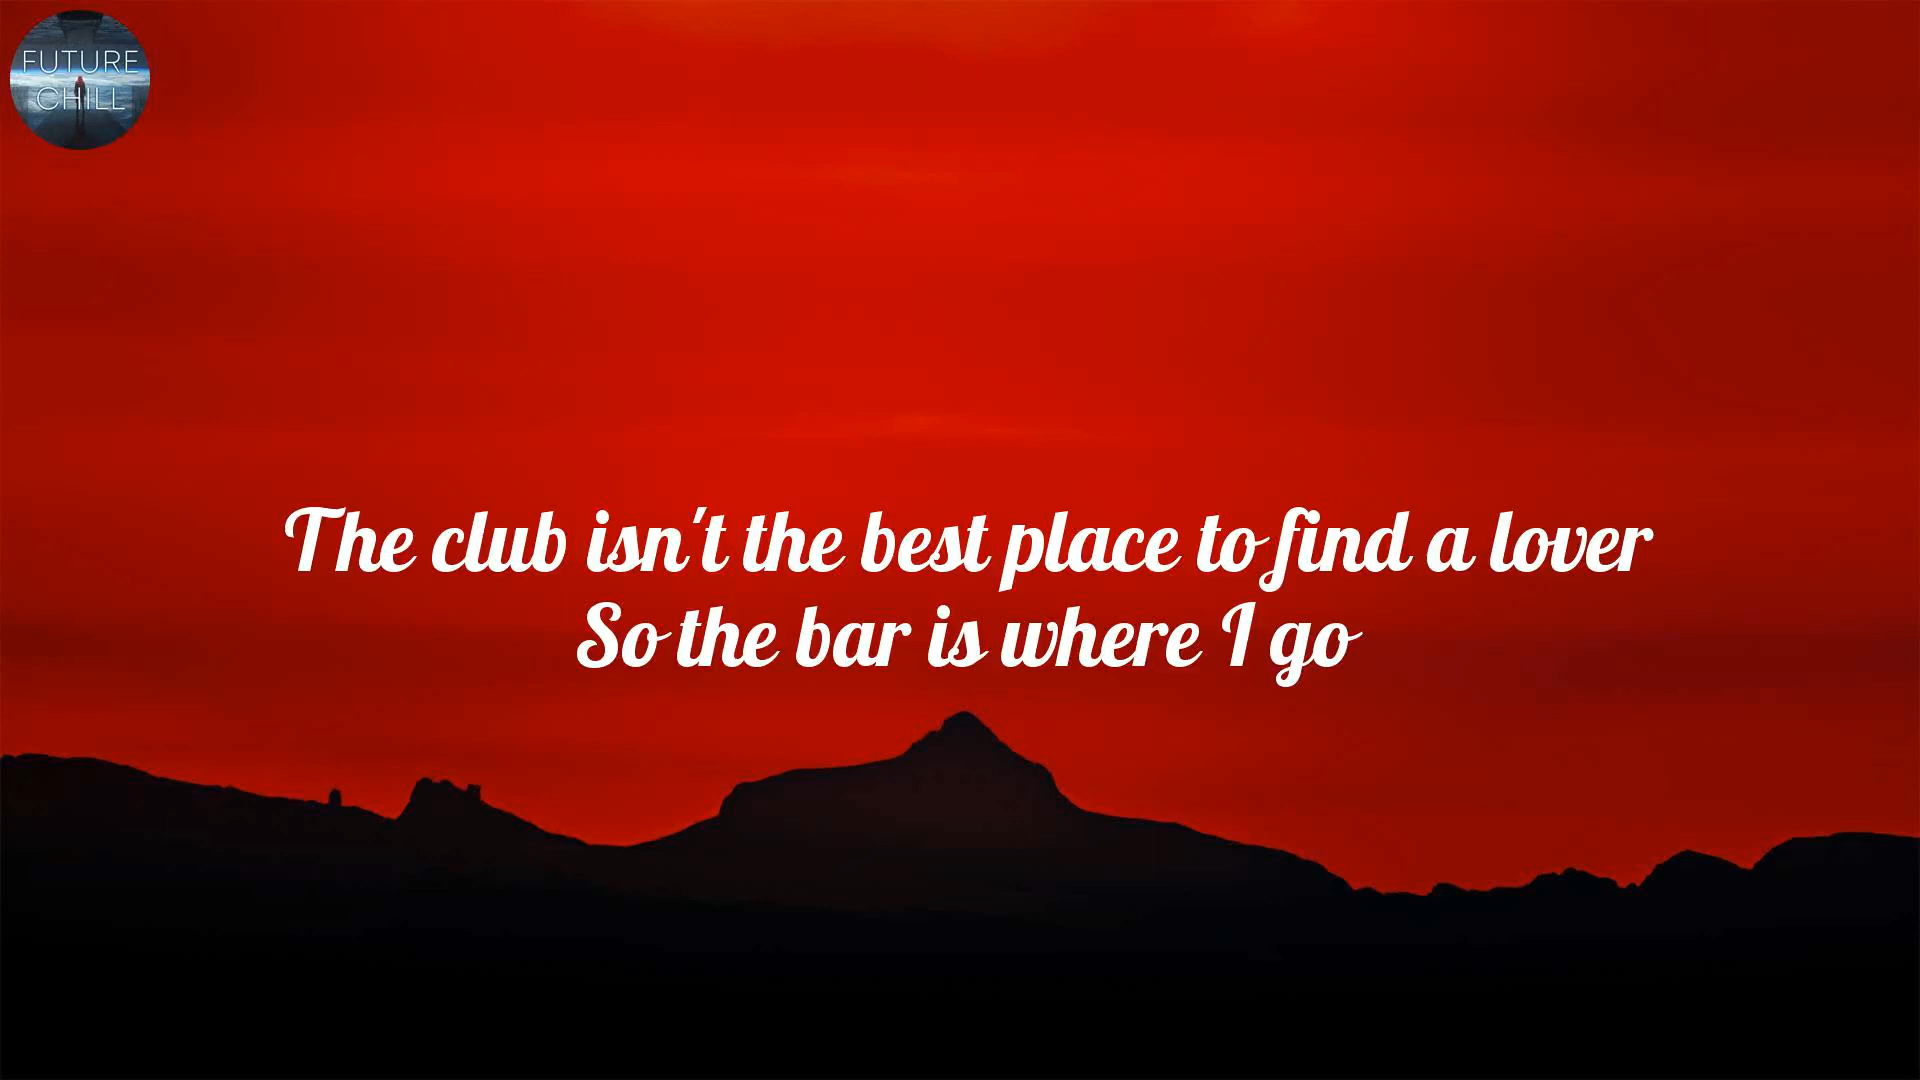 FUTURE
CHILL
The club isn't the best place to find a lover
So the bar is where I go